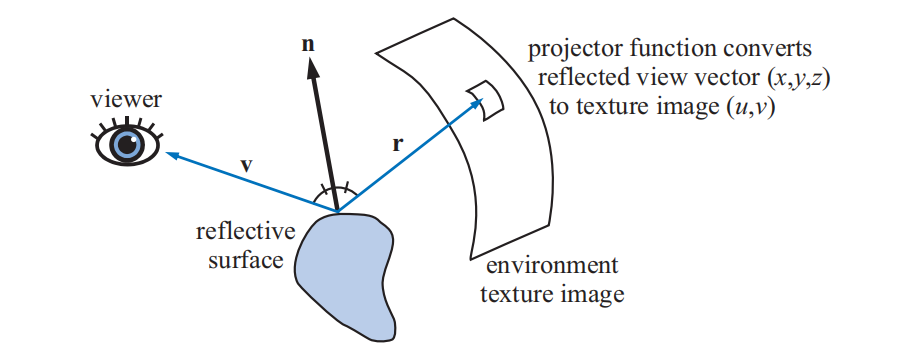 n
projector function converts
reflected view vector (x,y,z)
to texture image (u,v)
viewer
r
v
reflective
surface
environment
texture image